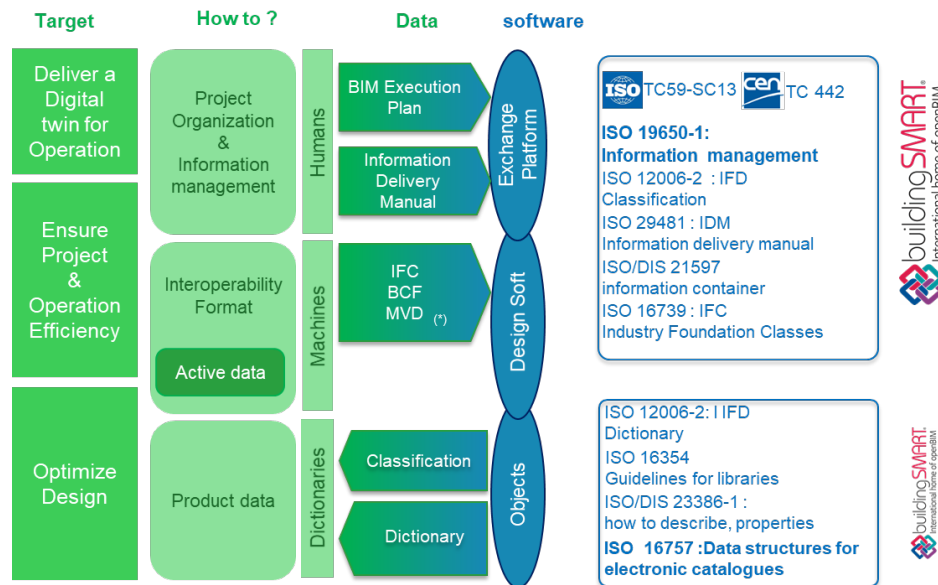 Target
How to ?
Data
software
Deliver a
Digital
twin for
Operation
Ensure
Project
&
Operation
Efficiency
Optimize
Design
Project
Organization
&
Information
management
Interoperability
Format
Active data
Product data
Humans
Machines
Dictionaries
BIM Execution
Plan
Information
Delivery
Manual
IFC
BCF
MVD (*)
Classification
Dictionary
Exchange
Platform
Design Soft
Objects
ISO TC59-SC13 cen TC 442
ISO 19650-1:
Information management
ISO 12006-2 : IFD
Classification
ISO 29481 : IDM
Information delivery manual
ISO/DIS 21597
information container
ISO 16739 : IFC
Industry Foundation Classes
buildingSMART.
International home of openBIM
ISO 12006-2: I IFD
Dictionary
ISO 16354
Guidelines for libraries
ISO/DIS 23386-1 :
how to describe, properties
ISO 16757 :Data structures for
electronic catalogues
buildingSMART.
International home of openBIM